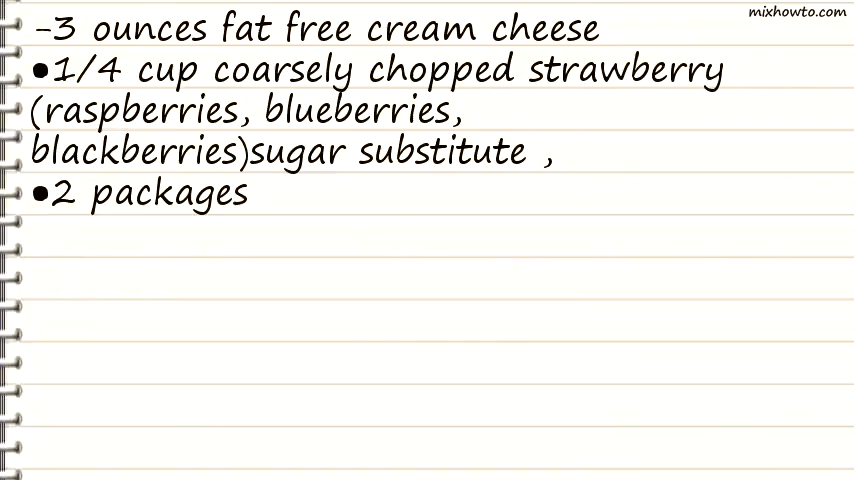 mixhowto.com
-3 ounces fat free cream cheese
•1/4 cup coarsely chopped strawberry
(raspberries, blueberries,
blackberries)sugar substitute ,
•2 packages